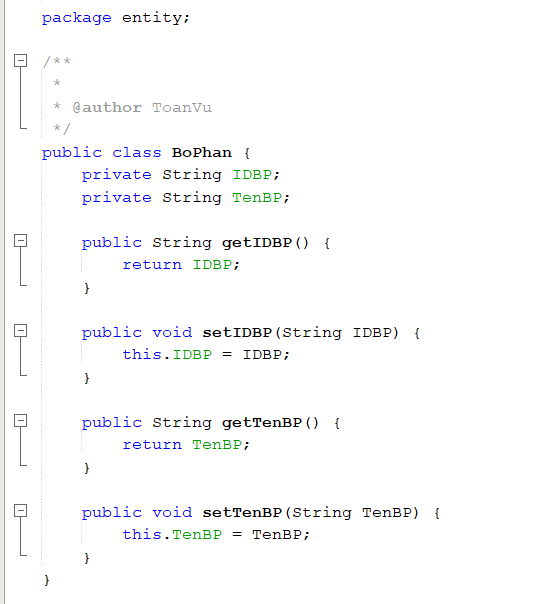 package entity;
/**
 *
 * @author ToanVu
 */
public class BoPhan {
    private String IDBP;
    private String TenBP;
    public String getIDBP() {
        return IDBP;
    }
    public void setIDBP(String IDBP) {
        this.IDBP = IDBP;
    }
    public String getTenBP() {
        return TenBP;
    }
    public void setTenBP(String TenBP) {
        this.TenBP = TenBP;
    }
}